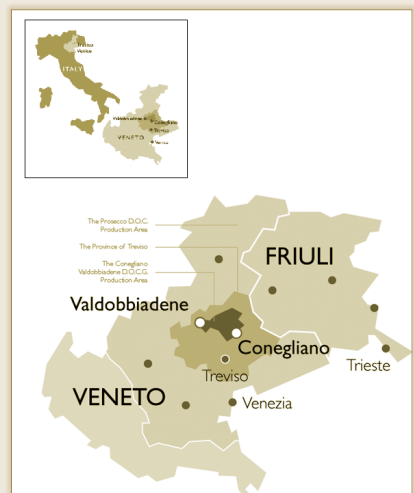 Treviso
Venice
ITALY
Valdobbiadene
Conegliano
Treviso
VENETO
Venice
The Prosecco D.O.C.
Production Area
The Province of Treviso
The Conegliano
Valdobbiadene D.O.C.G.
Production Area
FRIULI
Valdobbiadene
Conegliano
Trieste
Treviso
VENETO
Venezia